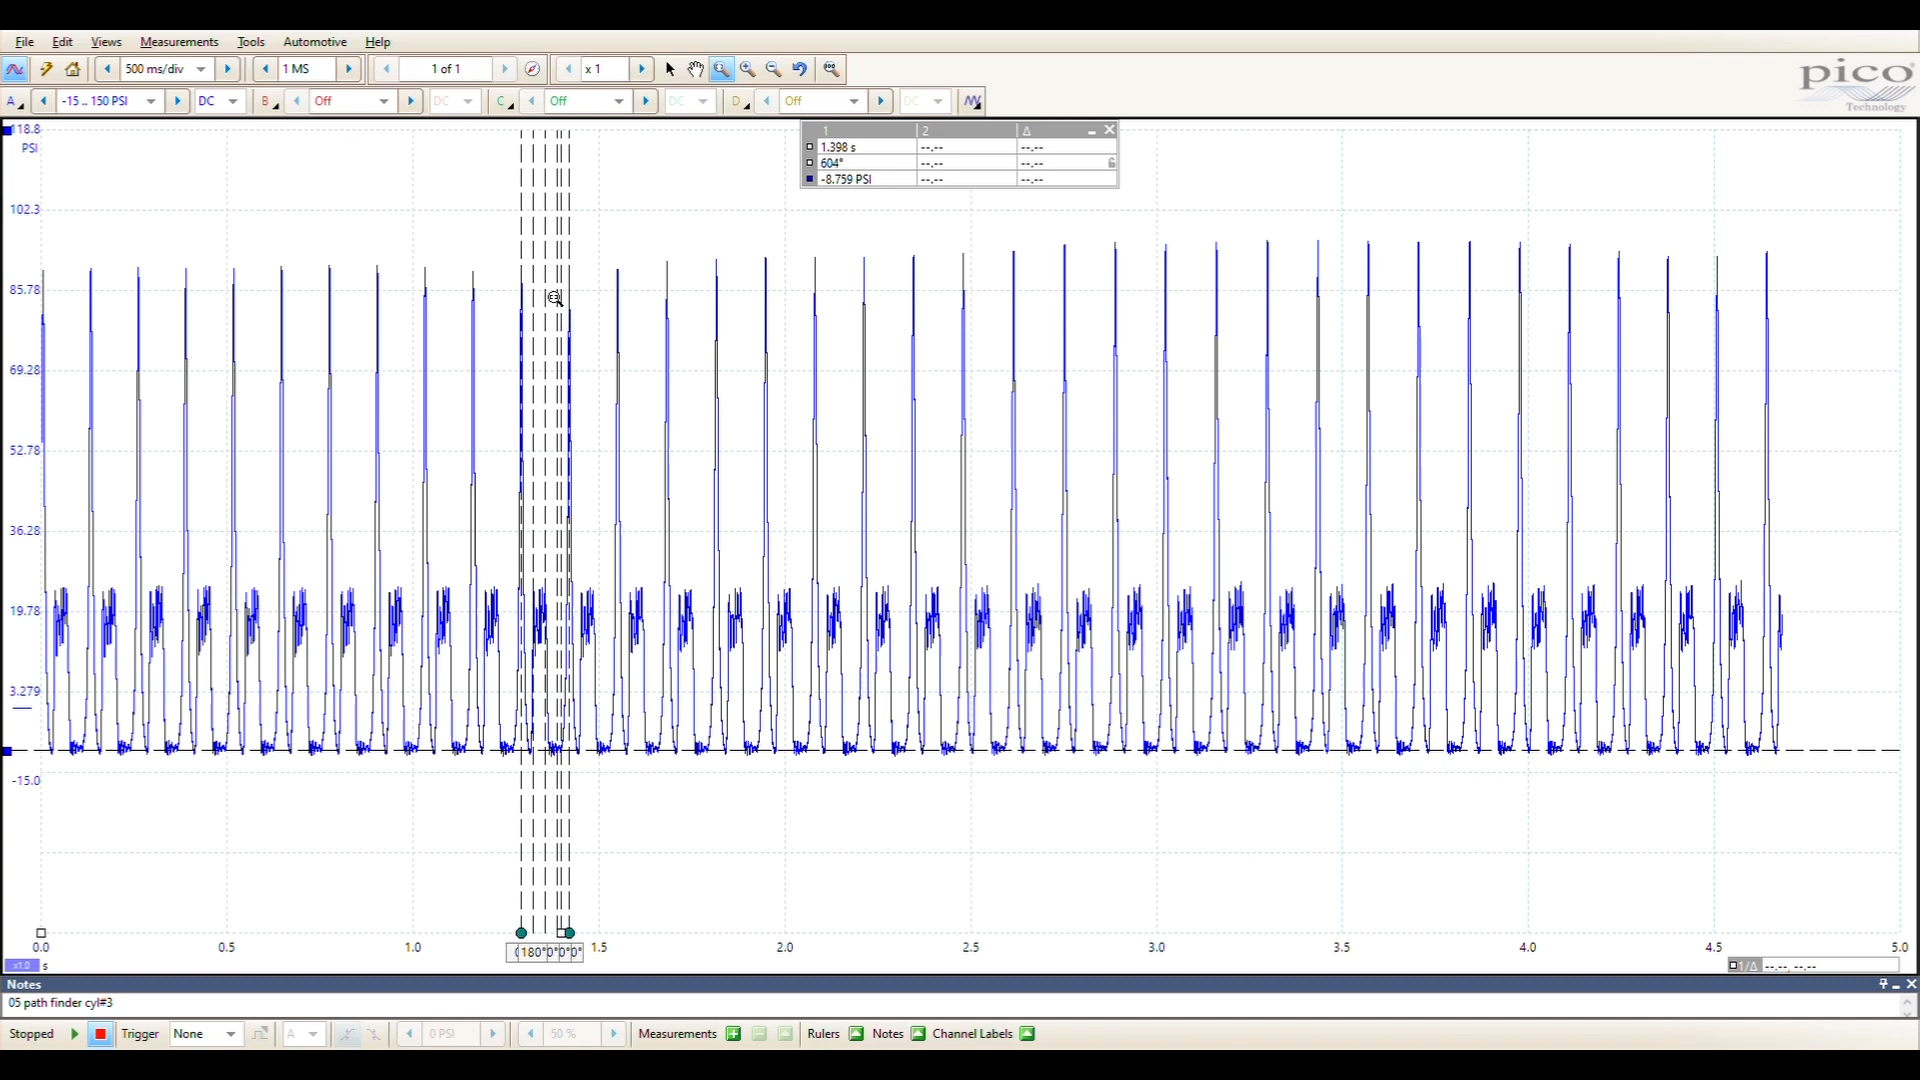 File Edit Views Measurements Tools Automotive Help
500 ms/div 1 MS 1 of 1 x 1
pico
Technology
A -15 .. 150 PSI DC B Off DC C Off DC D Off DC
118.8
PSI
102.3
85.78
69.28
52.78
36.28
19.78
3.279
-15.0
1 2 Δ
1.398 s --.-- --.--
604° --.-- --.--
-8.759 PSI --.-- --.--
0.0 0.5 1.0 1.5 2.0 2.5 3.0 3.5 4.0 4.5 5.0
180° 0° 0° 0°
x1.0 s
1/Δ --.--, --.--
Notes
05 path finder cyl#3
Stopped Trigger None A 0 PSI 50 % Measurements Rulers Notes Channel Labels